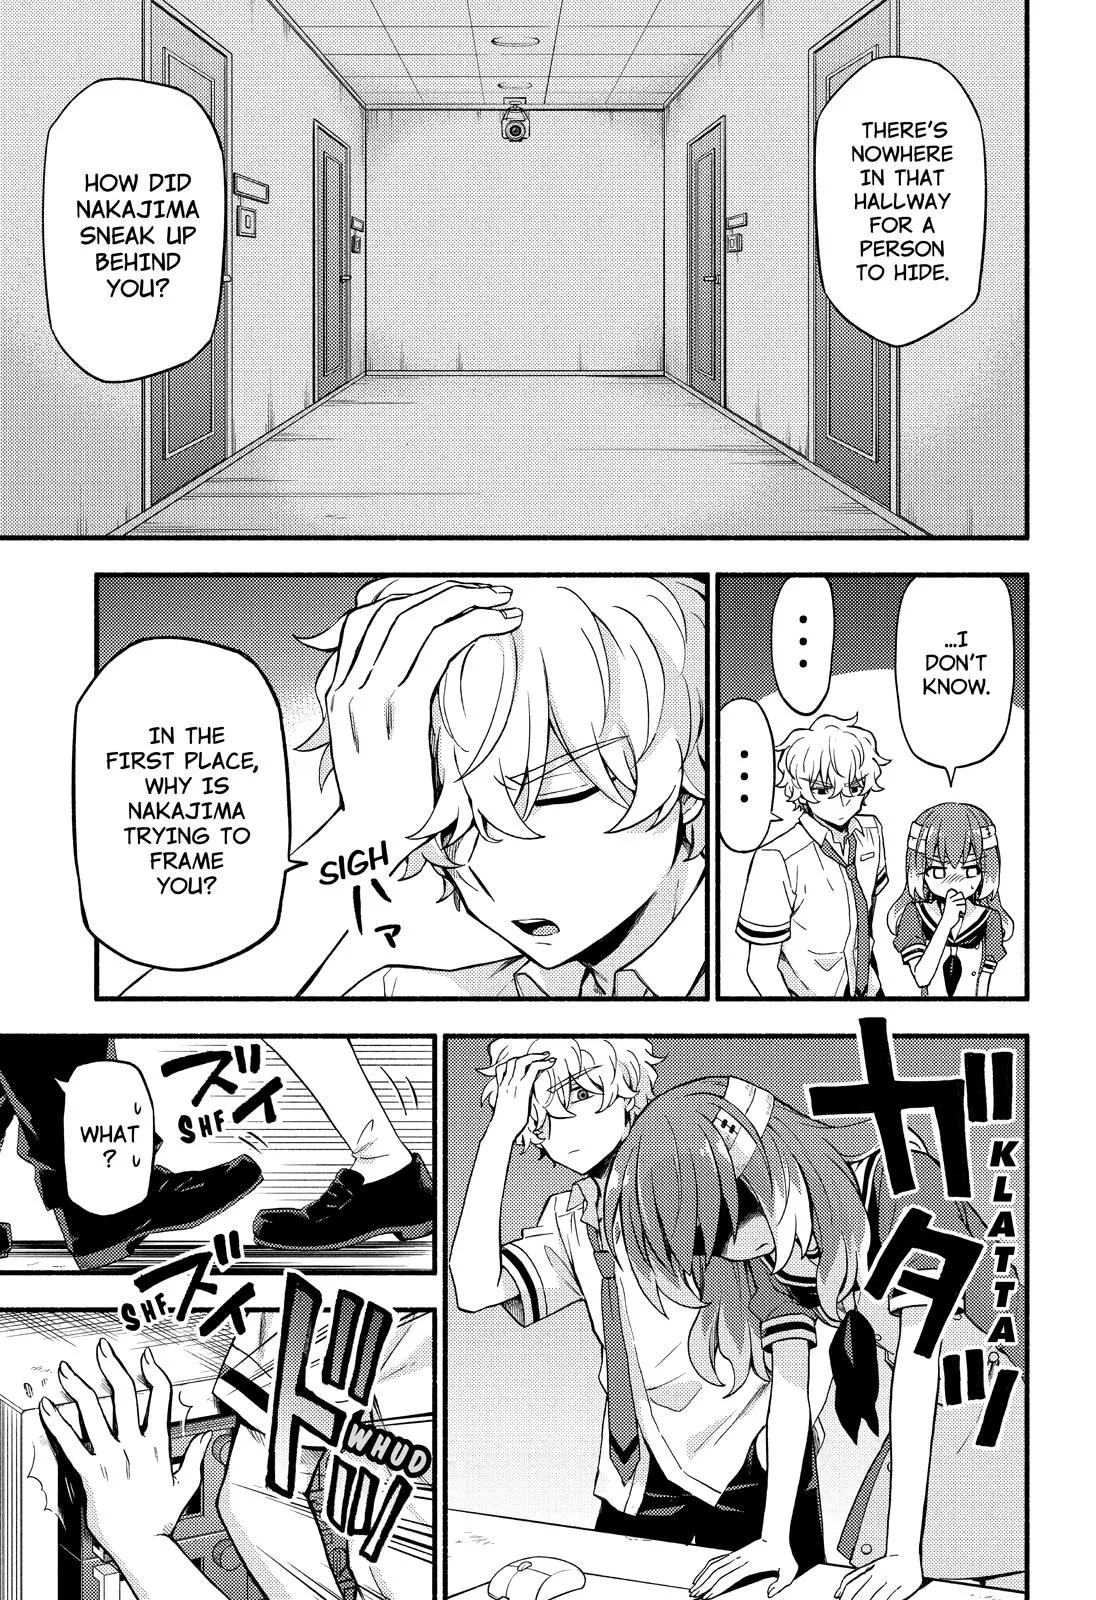 THERE'S
NOWHERE
IN THAT
HALLWAY
FOR A
PERSON
TO HIDE.
HOW DID
NAKAJIMA
SNEAK UP
BEHIND
YOU?
...I
DON'T
KNOW.
...
...
IN THE
FIRST PLACE,
WHY IS
NAKAJIMA
TRYING TO
FRAME
YOU?
SIGH
ハァ
ガタッ
KLATTA
ズイ
SHF
WHAT
?
ズイ
SHF
ドン
WHUD